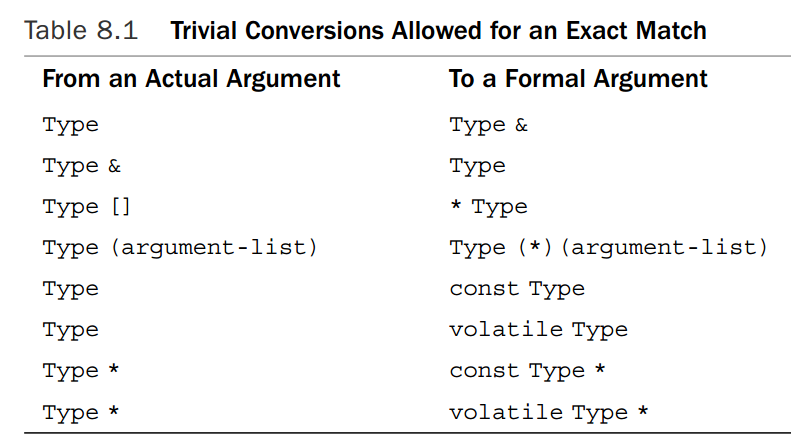 Table 8.1 Trivial Conversions Allowed for an Exact Match
From an Actual Argument To a Formal Argument
Type Type &
Type & Type
Type [] * Type
Type (argument-list) Type (*)(argument-list)
Type const Type
Type volatile Type
Type * const Type *
Type * volatile Type *